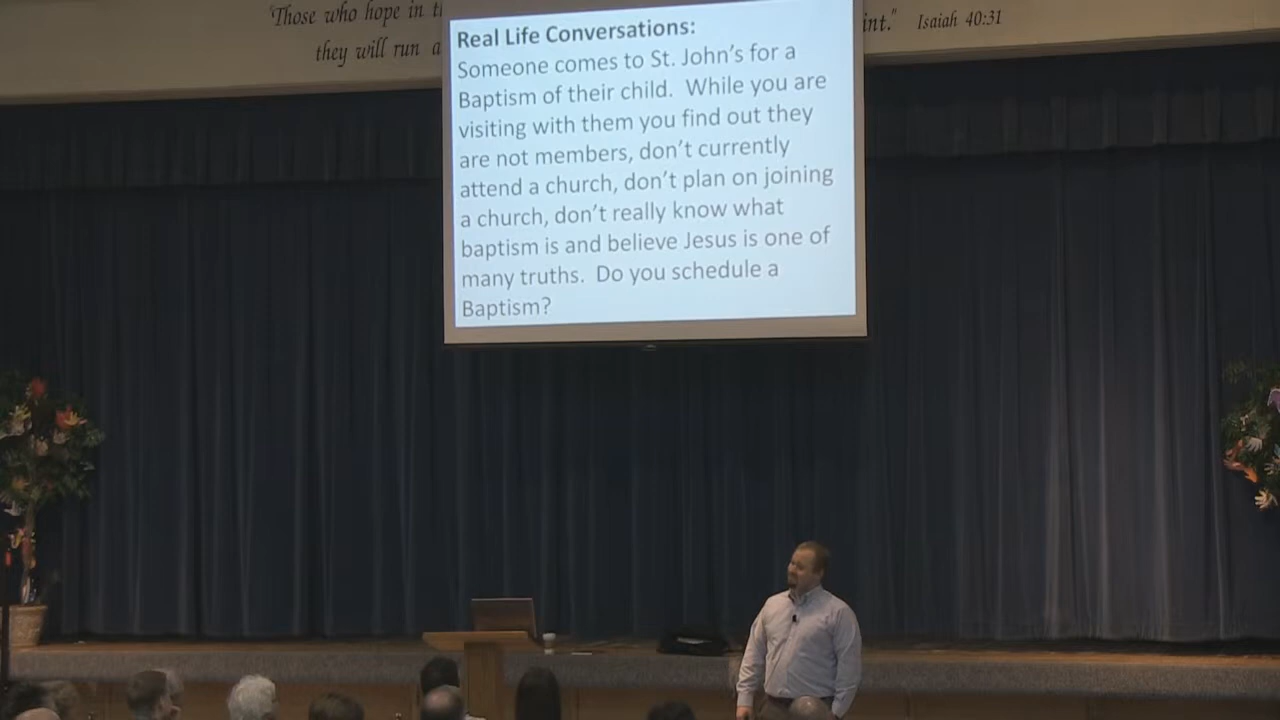 "Those who hope in
int." Isaiah 40:31
they will run
Real Life Conversations:
Someone comes to St. John's for a
Baptism of their child. While you are
visiting with them you find out they
are not members, don't currently
attend a church, don't plan on joining
a church, don't really know what
baptism is and believe Jesus is one of
many truths. Do you schedule a
Baptism?